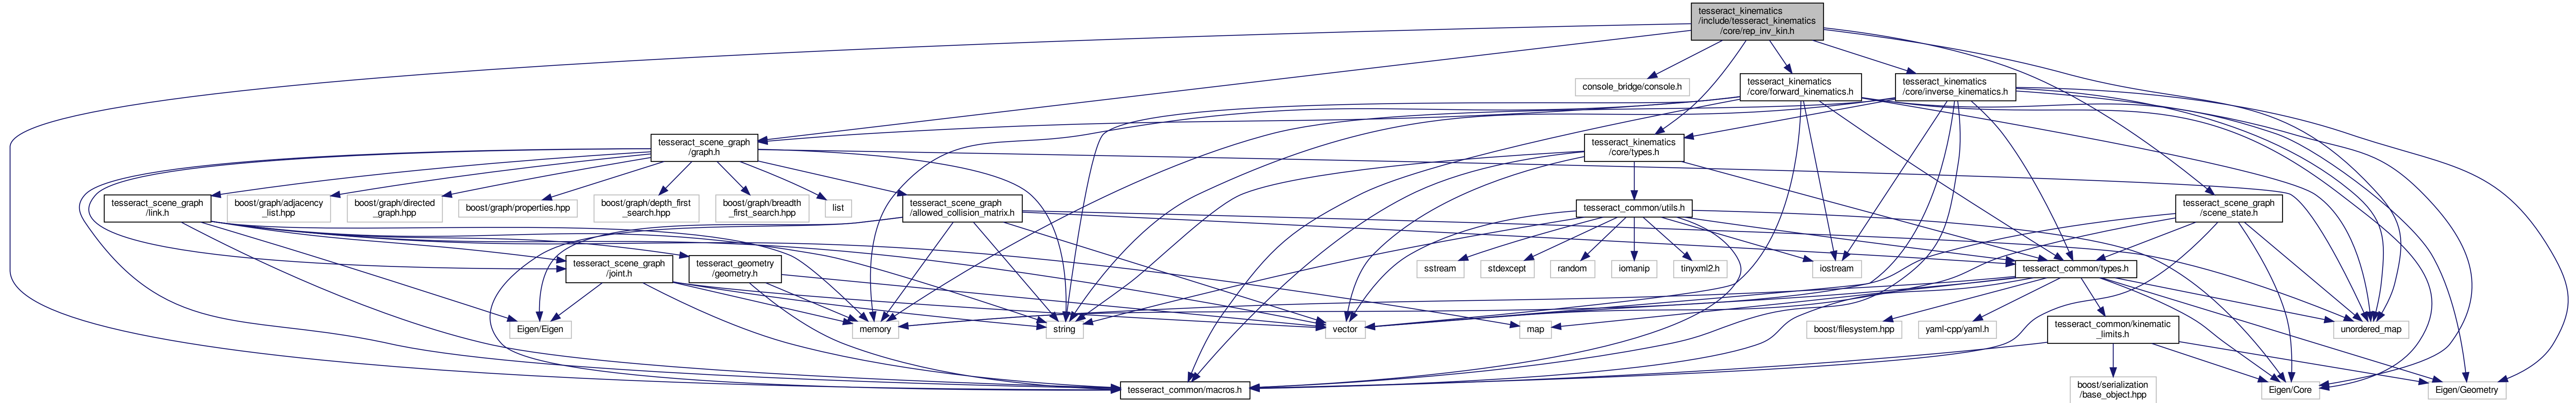 tesseract_kinematics
/include/tesseract_kinematics
/core/rep_inv_kin.h
console_bridge/console.h
tesseract_kinematics
/core/forward_kinematics.h
tesseract_kinematics
/core/inverse_kinematics.h
tesseract_scene_graph
/graph.h
tesseract_kinematics
/core/types.h
tesseract_scene_graph
/link.h
boost/graph/adjacency
_list.hpp
boost/graph/directed
_graph.hpp
boost/graph/properties.hpp
boost/graph/depth_first
_search.hpp
boost/graph/breadth
_first_search.hpp
list
tesseract_scene_graph
/allowed_collision_matrix.h
tesseract_common/utils.h
tesseract_scene_graph
/scene_state.h
tesseract_scene_graph
/joint.h
tesseract_geometry
/geometry.h
sstream
stdexcept
random
iomanip
tinyxml2.h
iostream
tesseract_common/types.h
Eigen/Eigen
memory
string
vector
map
boost/filesystem.hpp
yaml-cpp/yaml.h
tesseract_common/kinematic
_limits.h
unordered_map
tesseract_common/macros.h
boost/serialization
/base_object.hpp
Eigen/Core
Eigen/Geometry